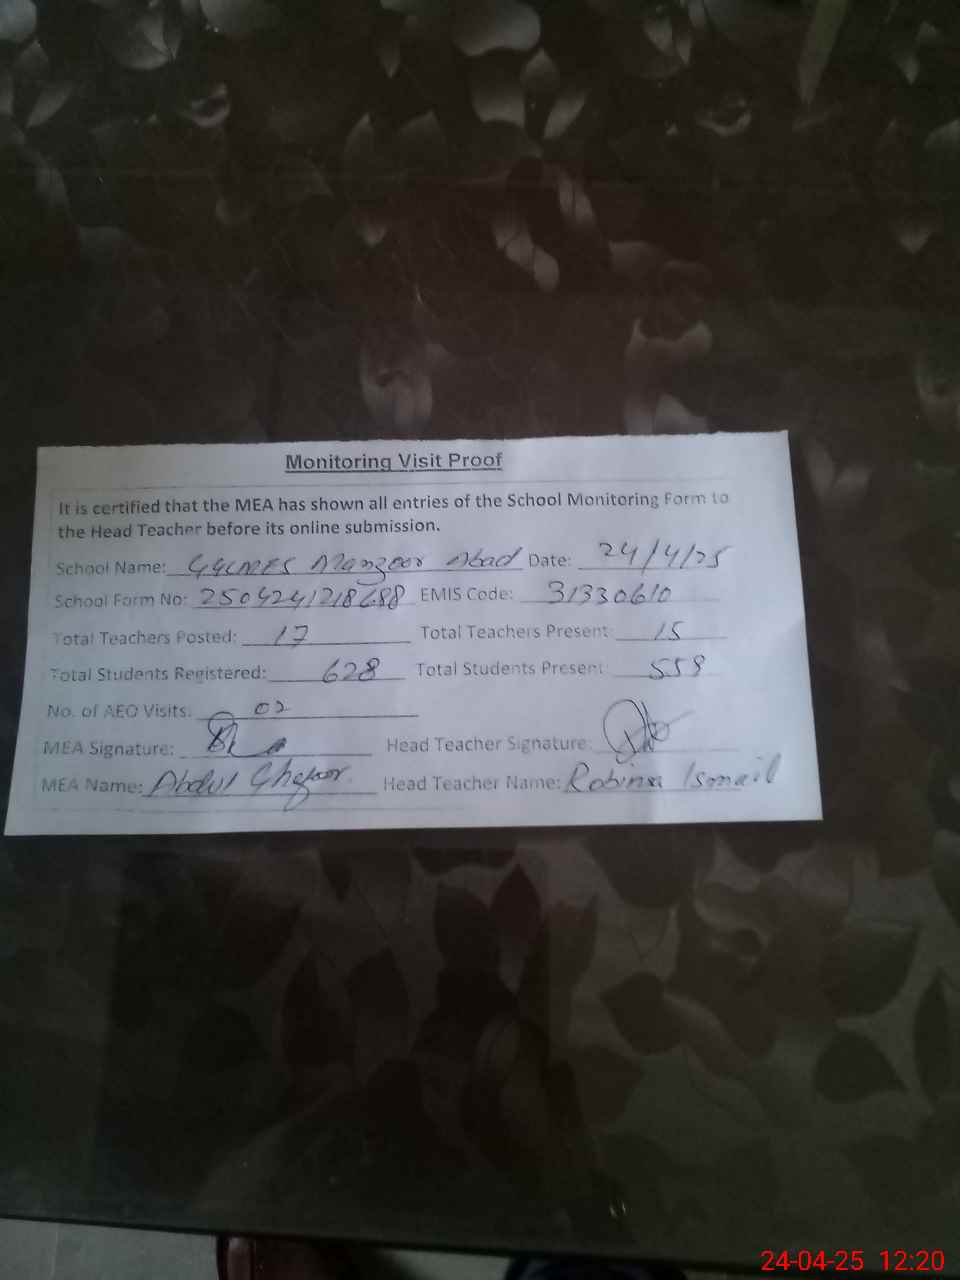 Monitoring Visit Proof
It is certified that the MEA has shown all entries of the School Monitoring Form to
the Head Teacher before its online submission.
School Name: GGCMES Manzoor Abad Date: 24/4/25
School Form No: 2504241218688 EMIS Code: 31330610
Total Teachers Posted: 17 Total Teachers Present: 15
Total Students Registered: 628 Total Students Present: 558
No. of AEO Visits: 02
MEA Signature: Head Teacher Signature:
MEA Name: Abdul Ghafoor Head Teacher Name: Robina Ismail
24-04-25 12:20